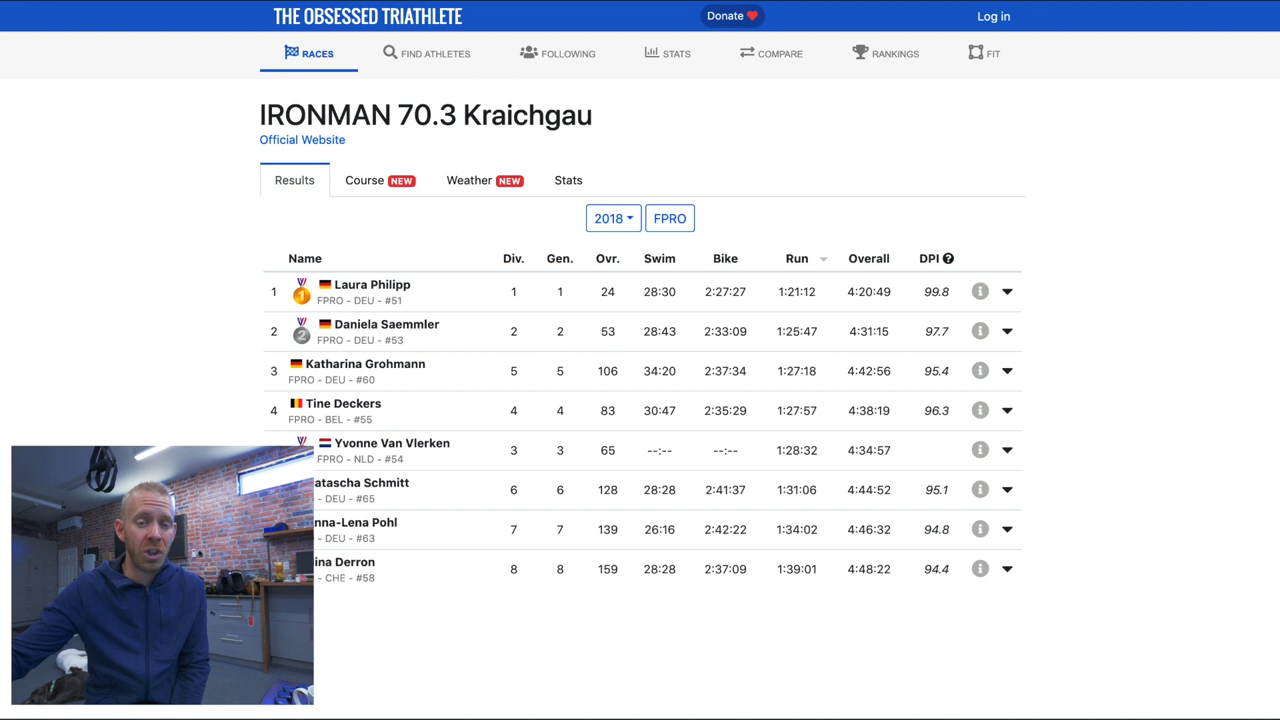 THE OBSESSED TRIATHLETE
Donate
Log in
RACES
FIND ATHLETES
FOLLOWING
STATS
COMPARE
RANKINGS
FIT
IRONMAN 70.3 Kraichgau
Official Website
Results
Course NEW
Weather NEW
Stats
2018
FPRO
Name Div. Gen. Ovr. Swim Bike Run Overall DPI
1 1 Laura Philipp 1 1 24 28:30 2:27:27 1:21:12 4:20:49 99.8
FPRO - DEU - #51
2 2 Daniela Saemmler 2 2 53 28:43 2:33:09 1:25:47 4:31:15 97.7
FPRO - DEU - #53
3 Katharina Grohmann 5 5 106 34:20 2:37:34 1:27:18 4:42:56 95.4
FPRO - DEU - #60
4 Tine Deckers 4 4 83 30:47 2:35:29 1:27:57 4:38:19 96.3
FPRO - BEL - #55
Yvonne Van Vlerken 3 3 65 --:-- --:-- 1:28:32 4:34:57
FPRO - NLD - #54
atascha Schmitt 6 6 128 28:28 2:41:37 1:31:06 4:44:52 95.1
- DEU - #65
nna-Lena Pohl 7 7 139 26:16 2:42:22 1:34:02 4:46:32 94.8
- DEU - #63
ina Derron 8 8 159 28:28 2:37:09 1:39:01 4:48:22 94.4
- CHE - #58